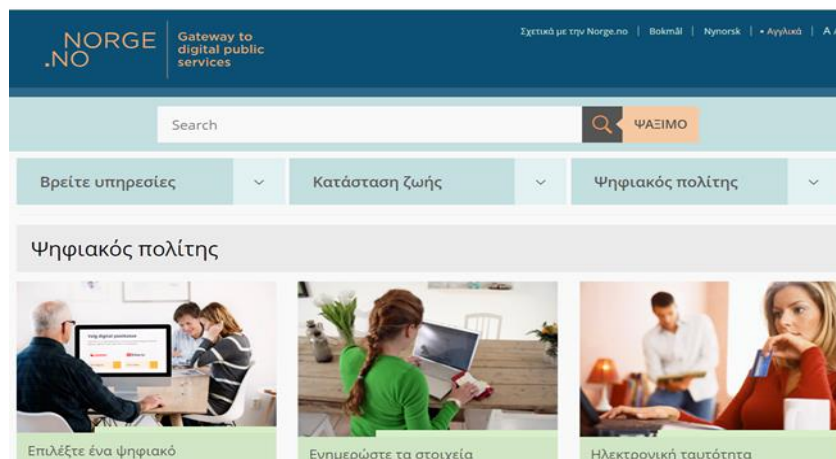 NORGE
.NO
Gateway to
digital public
services
Σχετικά με την Norge.no | Bokmål | Nynorsk | • Αγγλικά | A
Search
ΨΑΞΙΜΟ
Βρείτε υπηρεσίες
Κατάσταση ζωής
Ψηφιακός πολίτης
Ψηφιακός πολίτης
Επιλέξτε ένα ψηφιακό
Ενημερώστε τα στοιχεία
Ηλεκτρονική ταυτότητα